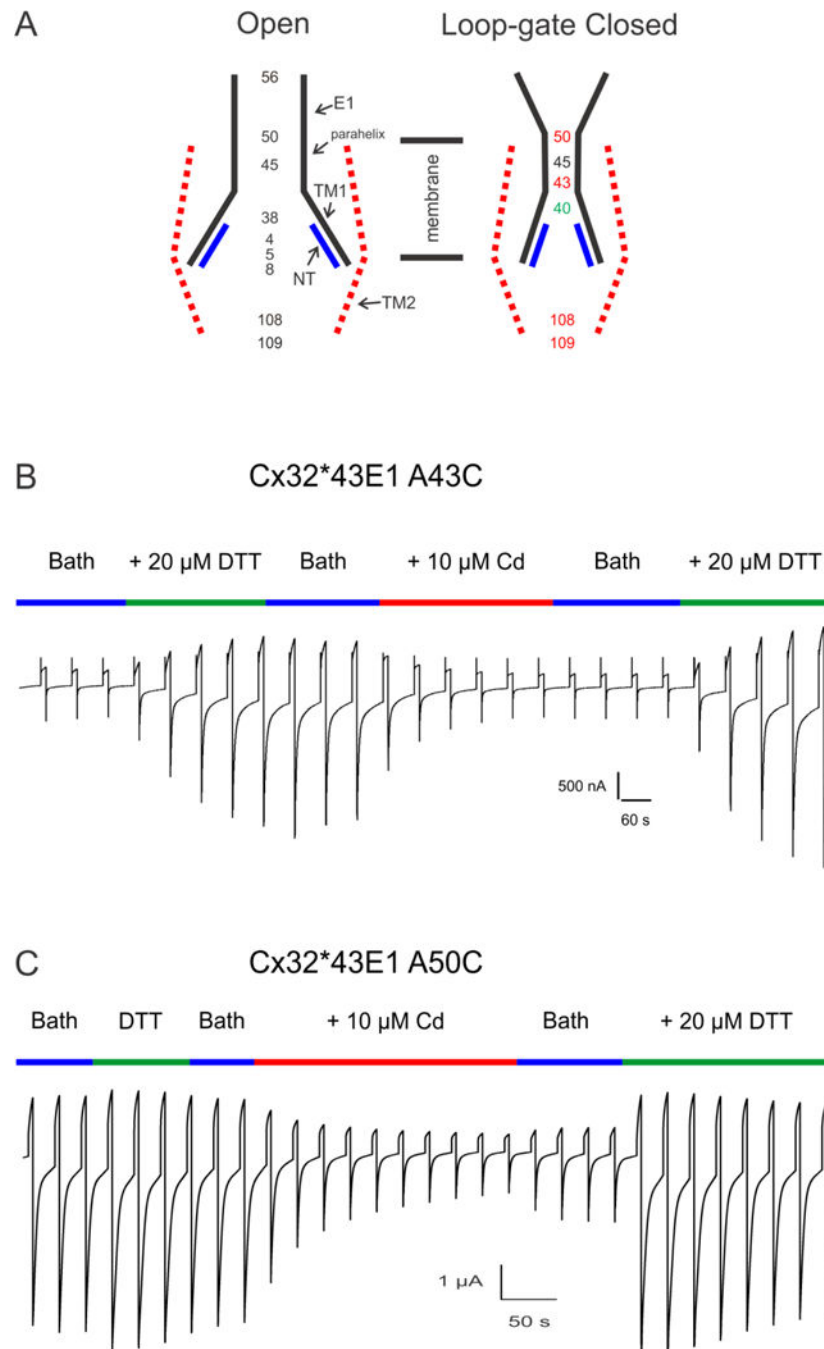 A
Open
Loop-gate Closed
56
E1
50
parahelix
50
45
45
TM1
membrane
43
38
40
4
5
8
NT
TM2
108
108
109
109
B
Cx32*43E1 A43C
Bath
+ 20 µM DTT
Bath
+ 10 µM Cd
Bath
+ 20 µM DTT
500 nA
60 s
C
Cx32*43E1 A50C
Bath
DTT
Bath
+ 10 µM Cd
Bath
+ 20 µM DTT
1 µA
50 s